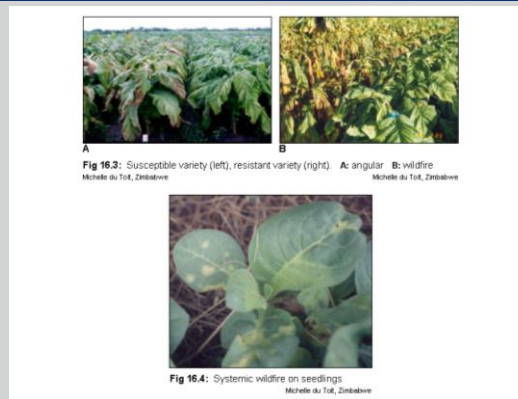 A
B
Fig 16.3: Susceptible variety (left), resistant variety (right). A: angular B: wildfire
Michelle du Toit, Zimbabwe
Michelle du Toit, Zimbabwe
Fig 16.4: Systemic wildfire on seedlings
Michelle du Toit, Zimbabwe